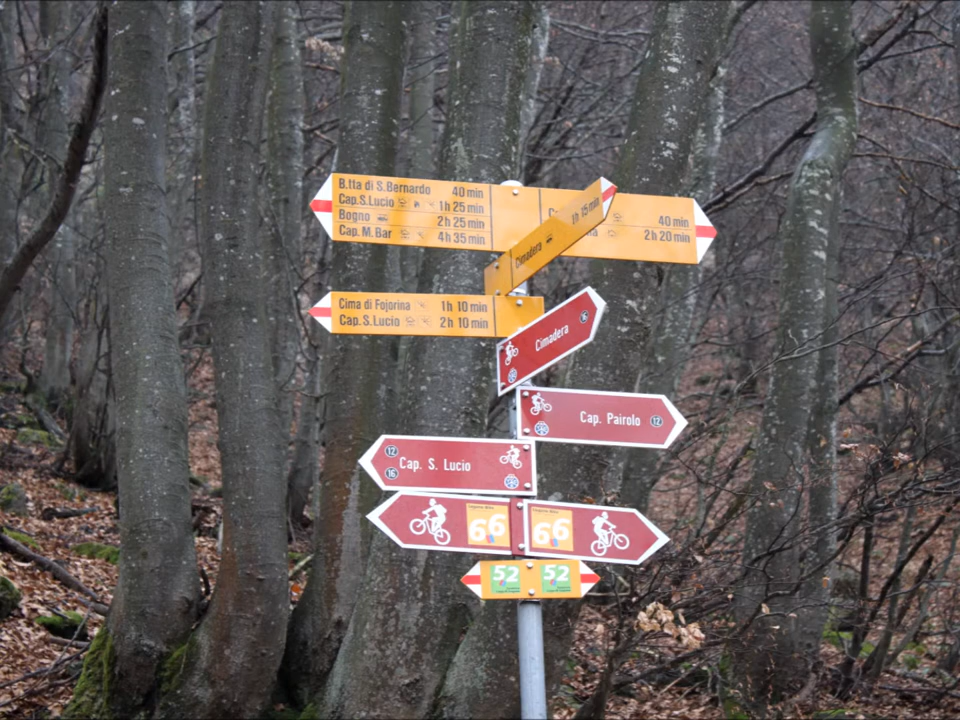 B.tta di S.Bernardo 40 min
Cap.S.Lucio 1h 25 min
Bogno 2h 25 min
Cap. M. Bar 4h 35 min
40 min
2h 20 min
Cimadera 1h 15 min
Cima di Fojorina 1h 10 min
Cap.S.Lucio 2h 10 min
Cimadera 16
Cap. Pairolo 12
12
16
Cap. S. Lucio
66
66
52
52